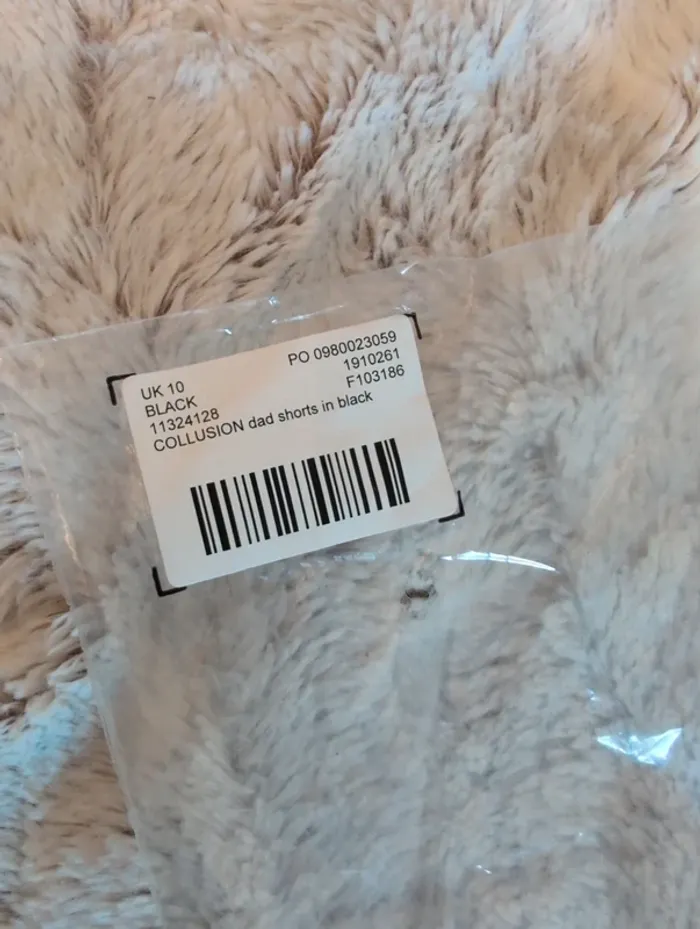 UK 10
BLACK
11324128
COLLUSION dad shorts in black
PO 0980023059
1910261
F103186